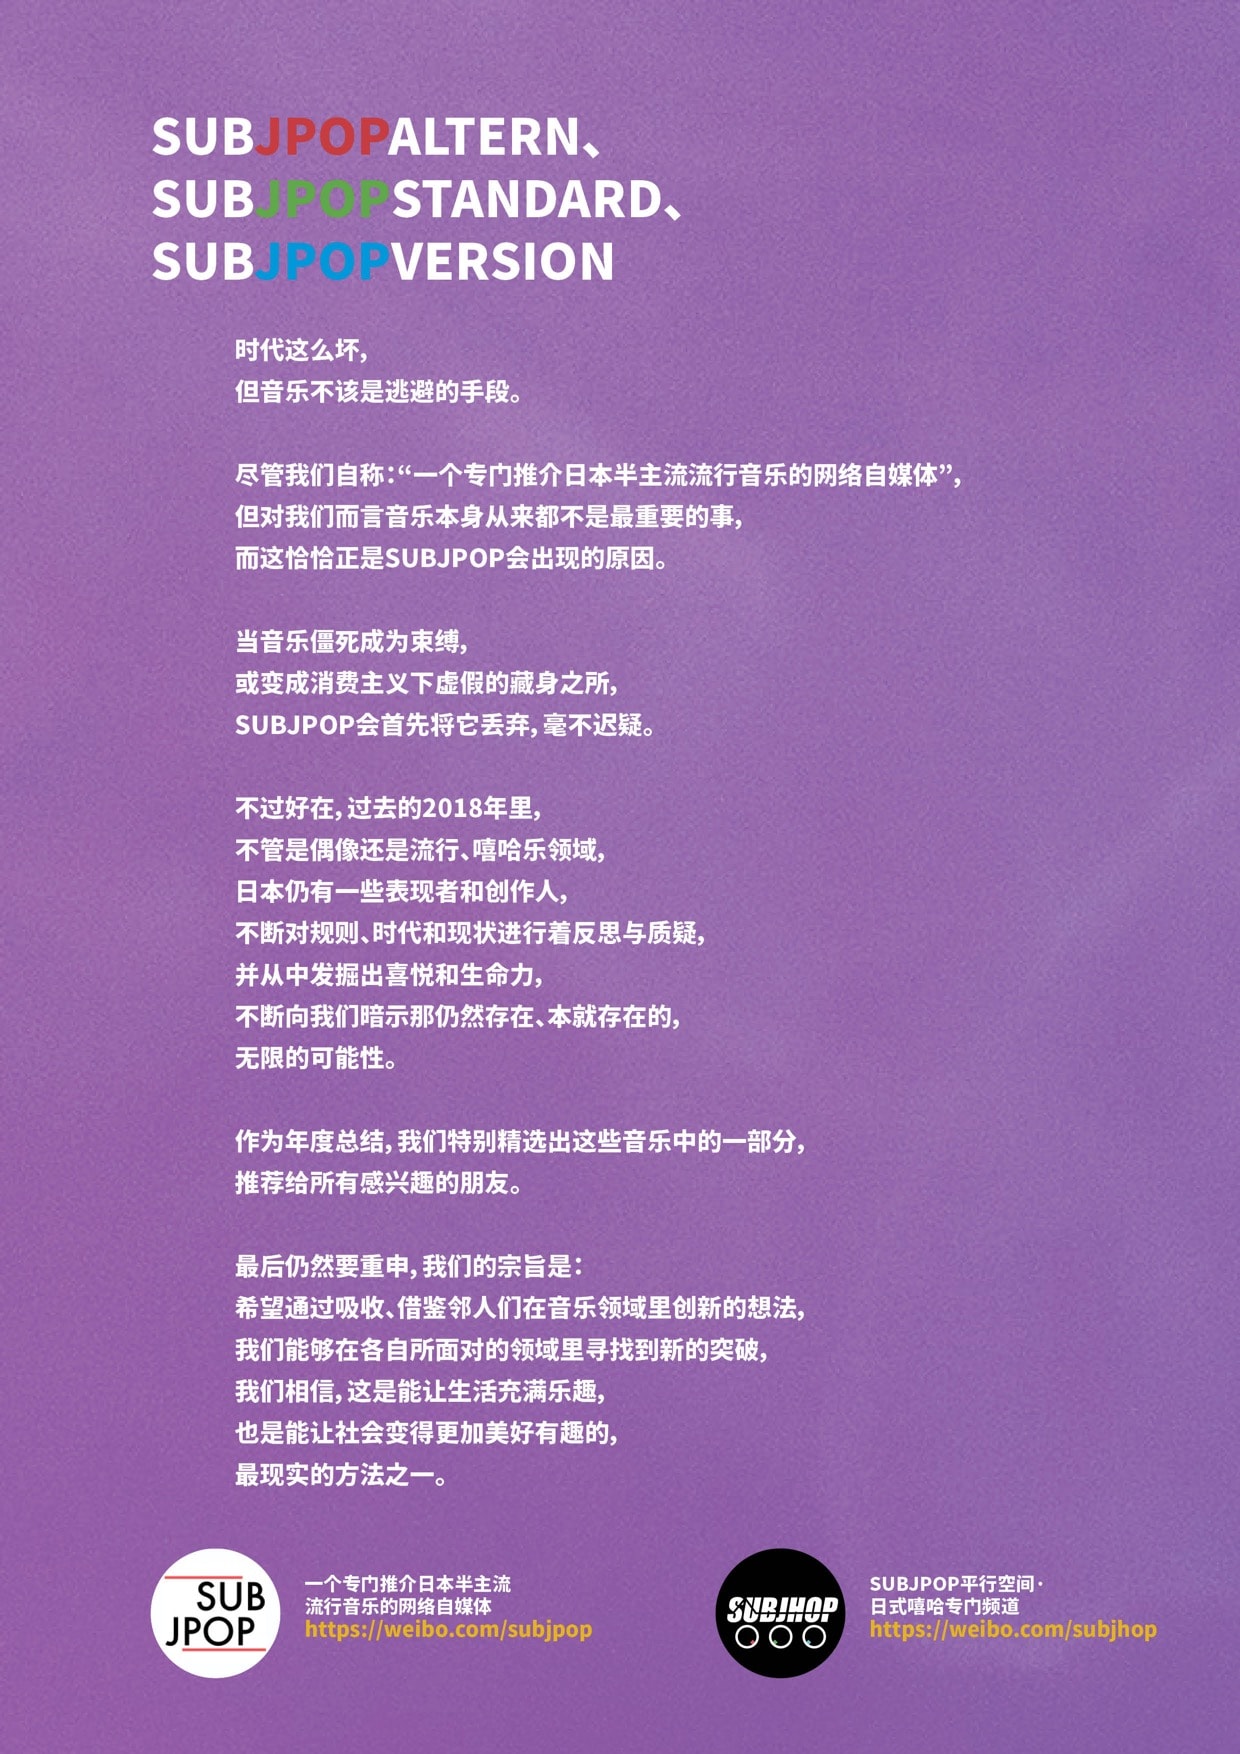 SUBJPOPALTERN、
SUBJPOPSTANDARD、
SUBJPOPVERSION
时代这么坏，
但音乐不该是逃避的手段。
尽管我们自称：“一个专门推介日本半主流流行音乐的网络自媒体”，
但对我们而言音乐本身从来都不是最重要的事，
而这恰恰正是SUBJPOP会出现的原因。
当音乐僵死成为束缚，
或变成消费主义下虚假的藏身之所，
SUBJPOP会首先将它丢弃，毫不迟疑。
不过好在，过去的2018年里，
不管是偶像还是流行、嘻哈乐领域，
日本仍有一些表现者和创作人，
不断对规则、时代和现状进行着反思与质疑，
并从中发掘出喜悦和生命力，
不断向我们暗示那仍然存在、本就存在的，
无限的可能性。
作为年度总结，我们特别精选出这些音乐中的一部分，
推荐给所有感兴趣的朋友。
最后仍然要重申，我们的宗旨是：
希望通过吸收、借鉴邻人们在音乐领域里创新的想法，
我们能够在各自所面对的领域里寻找到新的突破，
我们相信，这是能让生活充满乐趣，
也是能让社会变得更加美好有趣的，
最现实的方法之一。
SUB
JPOP
一个专门推介日本半主流
流行音乐的网络自媒体
https://weibo.com/subjpop
SUBJHOP
SUBJPOP平行空间·
日式嘻哈专门频道
https://weibo.com/subjhop